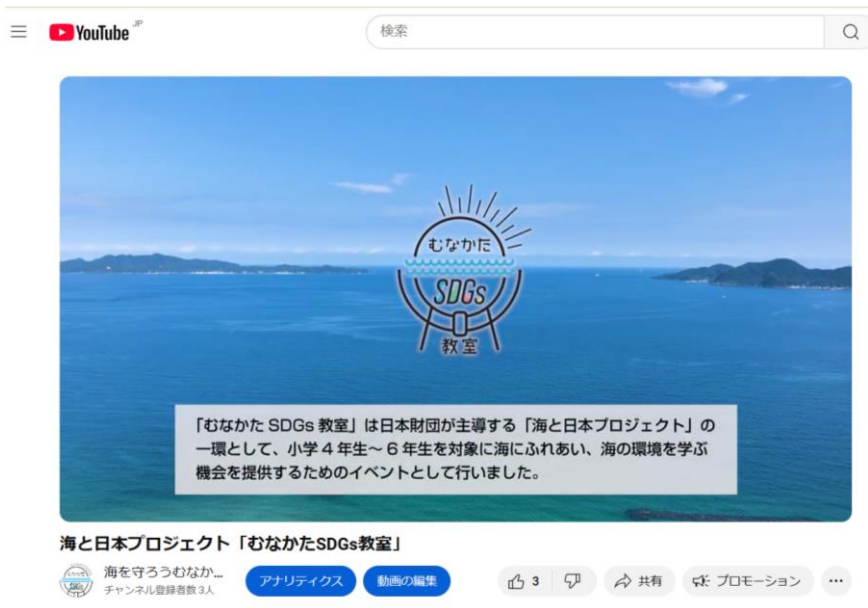 YouTube JP
検索
むなかた
SDGs
教室
「むなかた SDGs 教室」は日本財団が主導する「海と日本プロジェクト」の
一環として、小学４年生～６年生を対象に海にふれあい、海の環境を学ぶ
機会を提供するためのイベントとして行いました。
海と日本プロジェクト「むなかたSDGs教室」
海を守ろうむなか...
チャンネル登録者数 3人
アナリティクス
動画の編集
3
共有
プロモーション